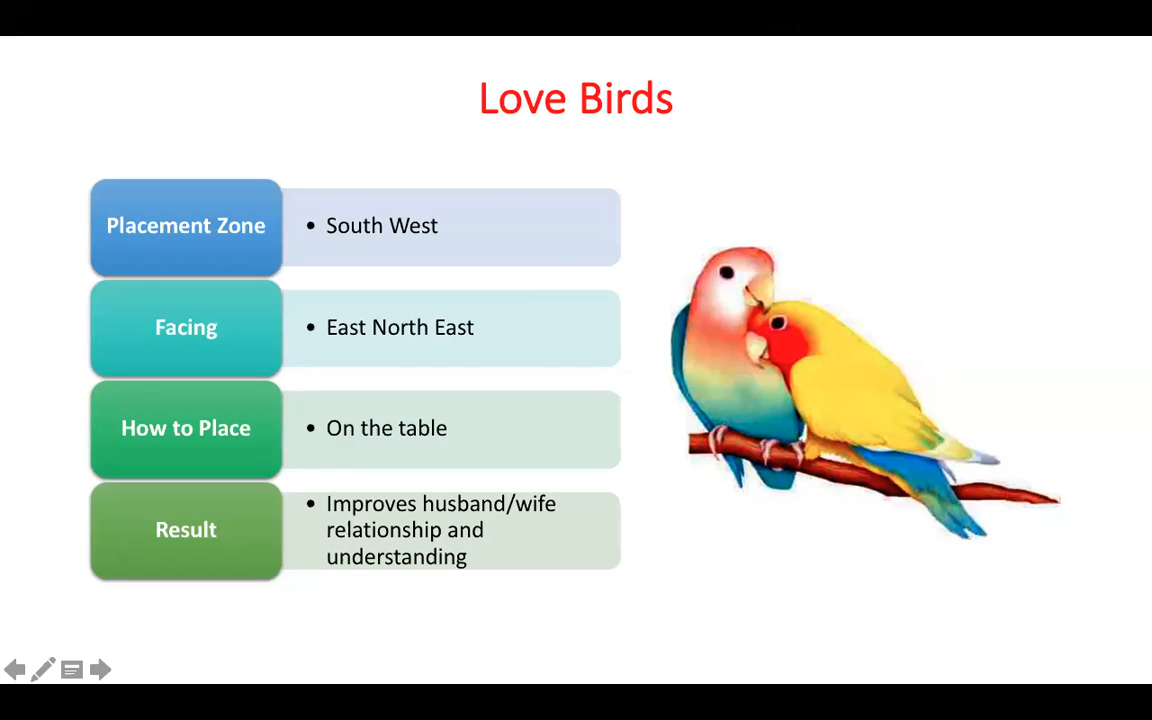 Love Birds
Placement Zone
• South West
Facing
• East North East
How to Place
• On the table
Result
• Improves husband/wife
relationship and
understanding